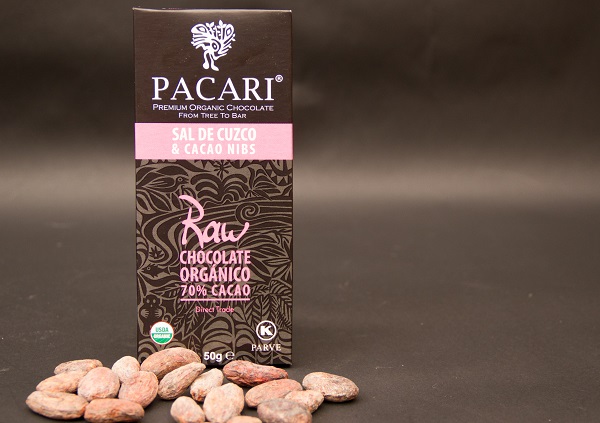 PACARI®
PREMIUM ORGANIC CHOCOLATE
FROM TREE TO BAR
SAL DE CUZCO
& CACAO NIBS
Raw
CHOCOLATE
ORGÁNICO
70% CACAO
Direct Trade
USDA
ORGANIC
K
PARVE
50g ℮